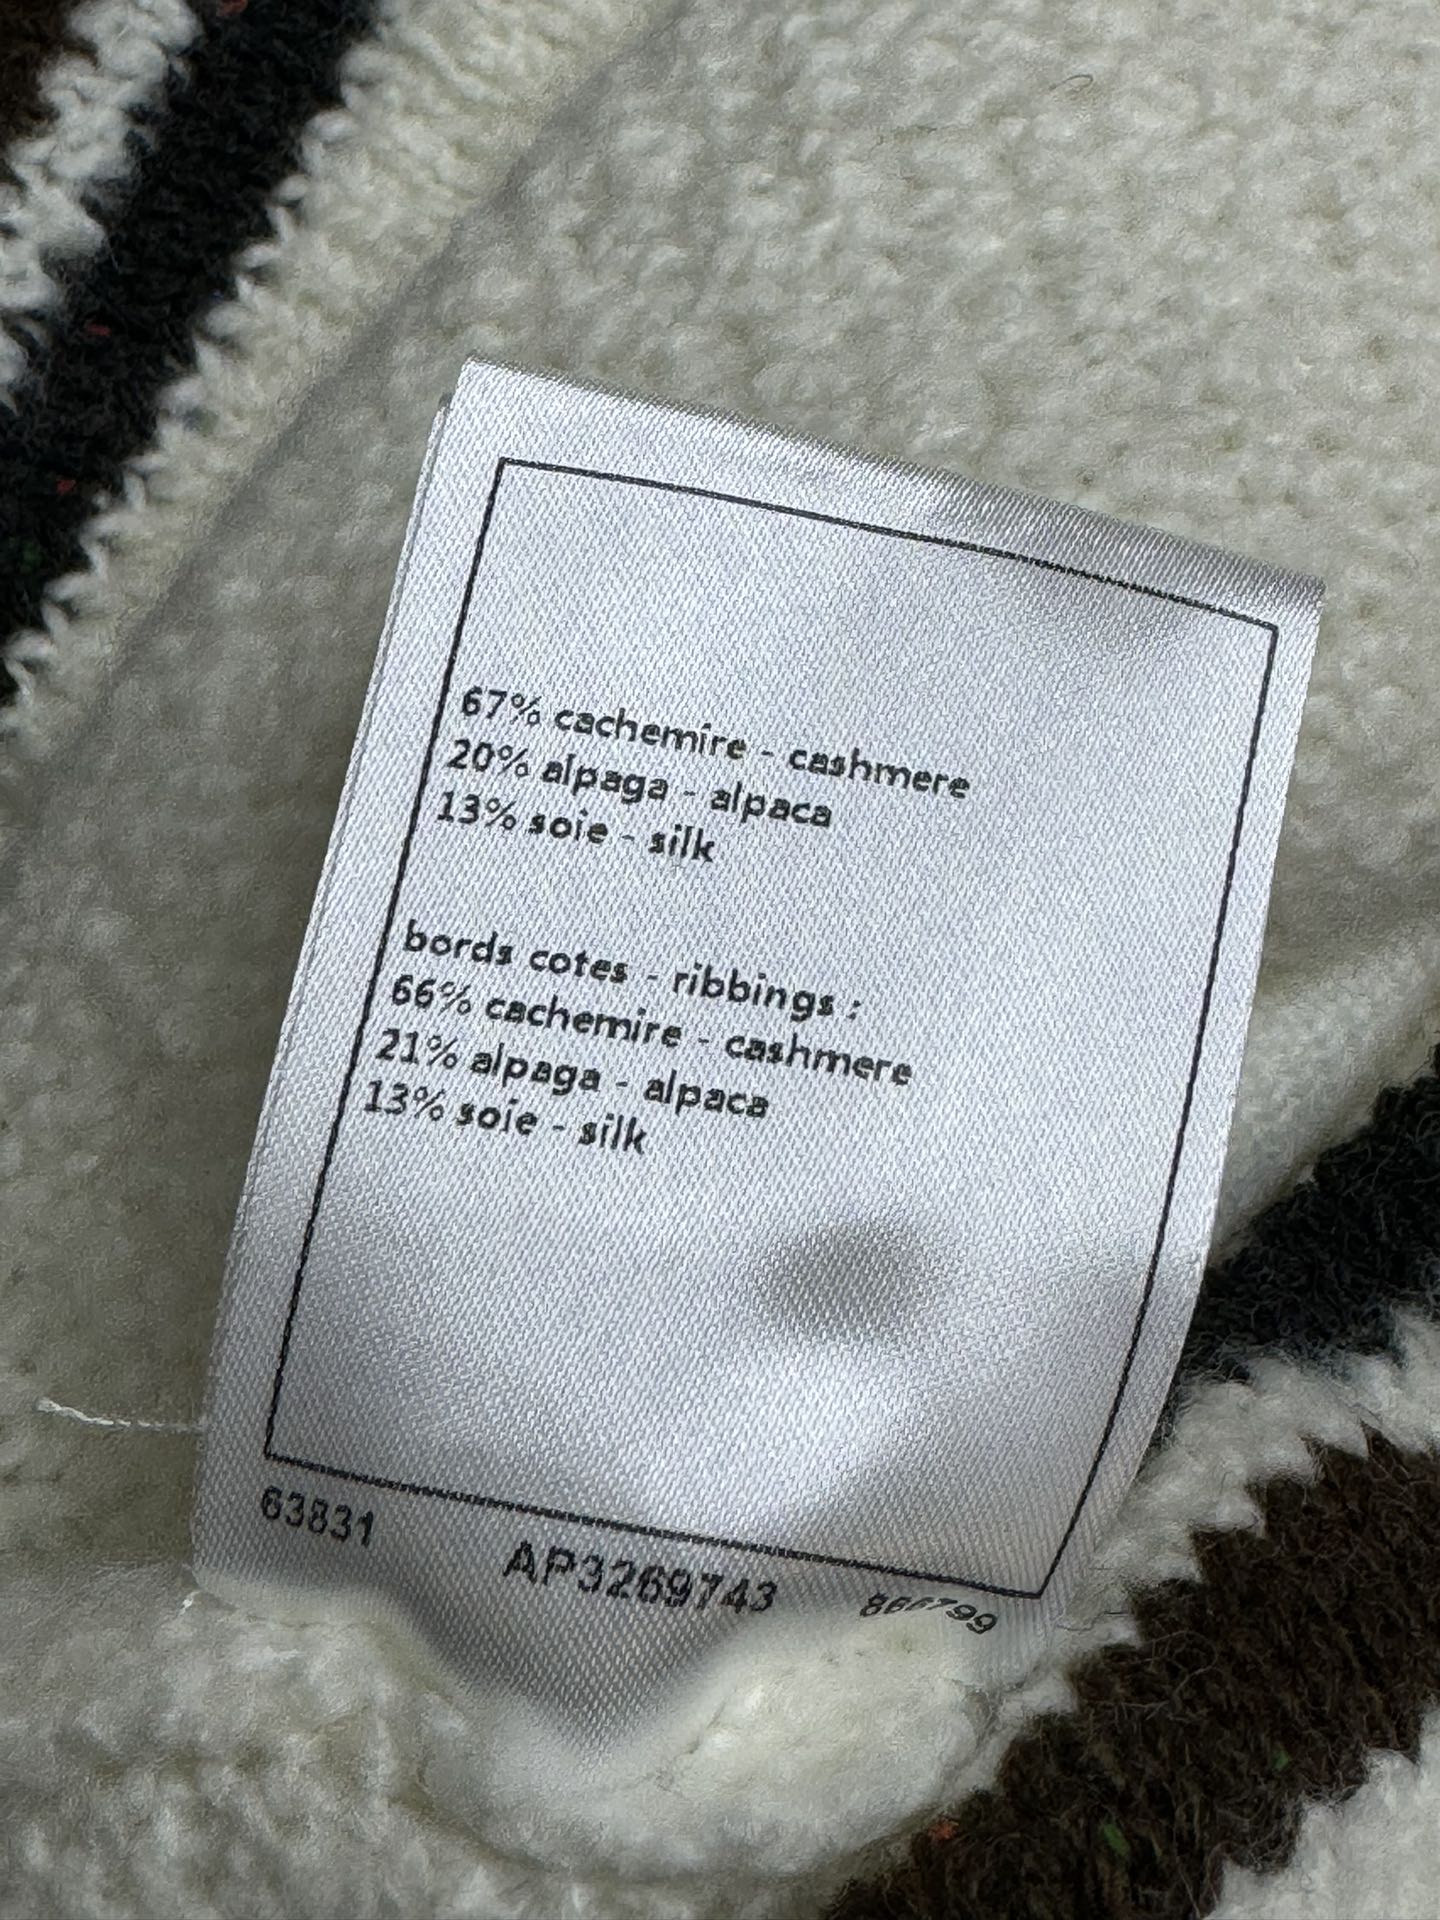 67% cachemire - cashmere
20% alpaga - alpaca
13% soie - silk
bords cotes - ribbings :
66% cachemire - cashmere
21% alpaga - alpaca
13% soie - silk
63831 AP3269743 866799